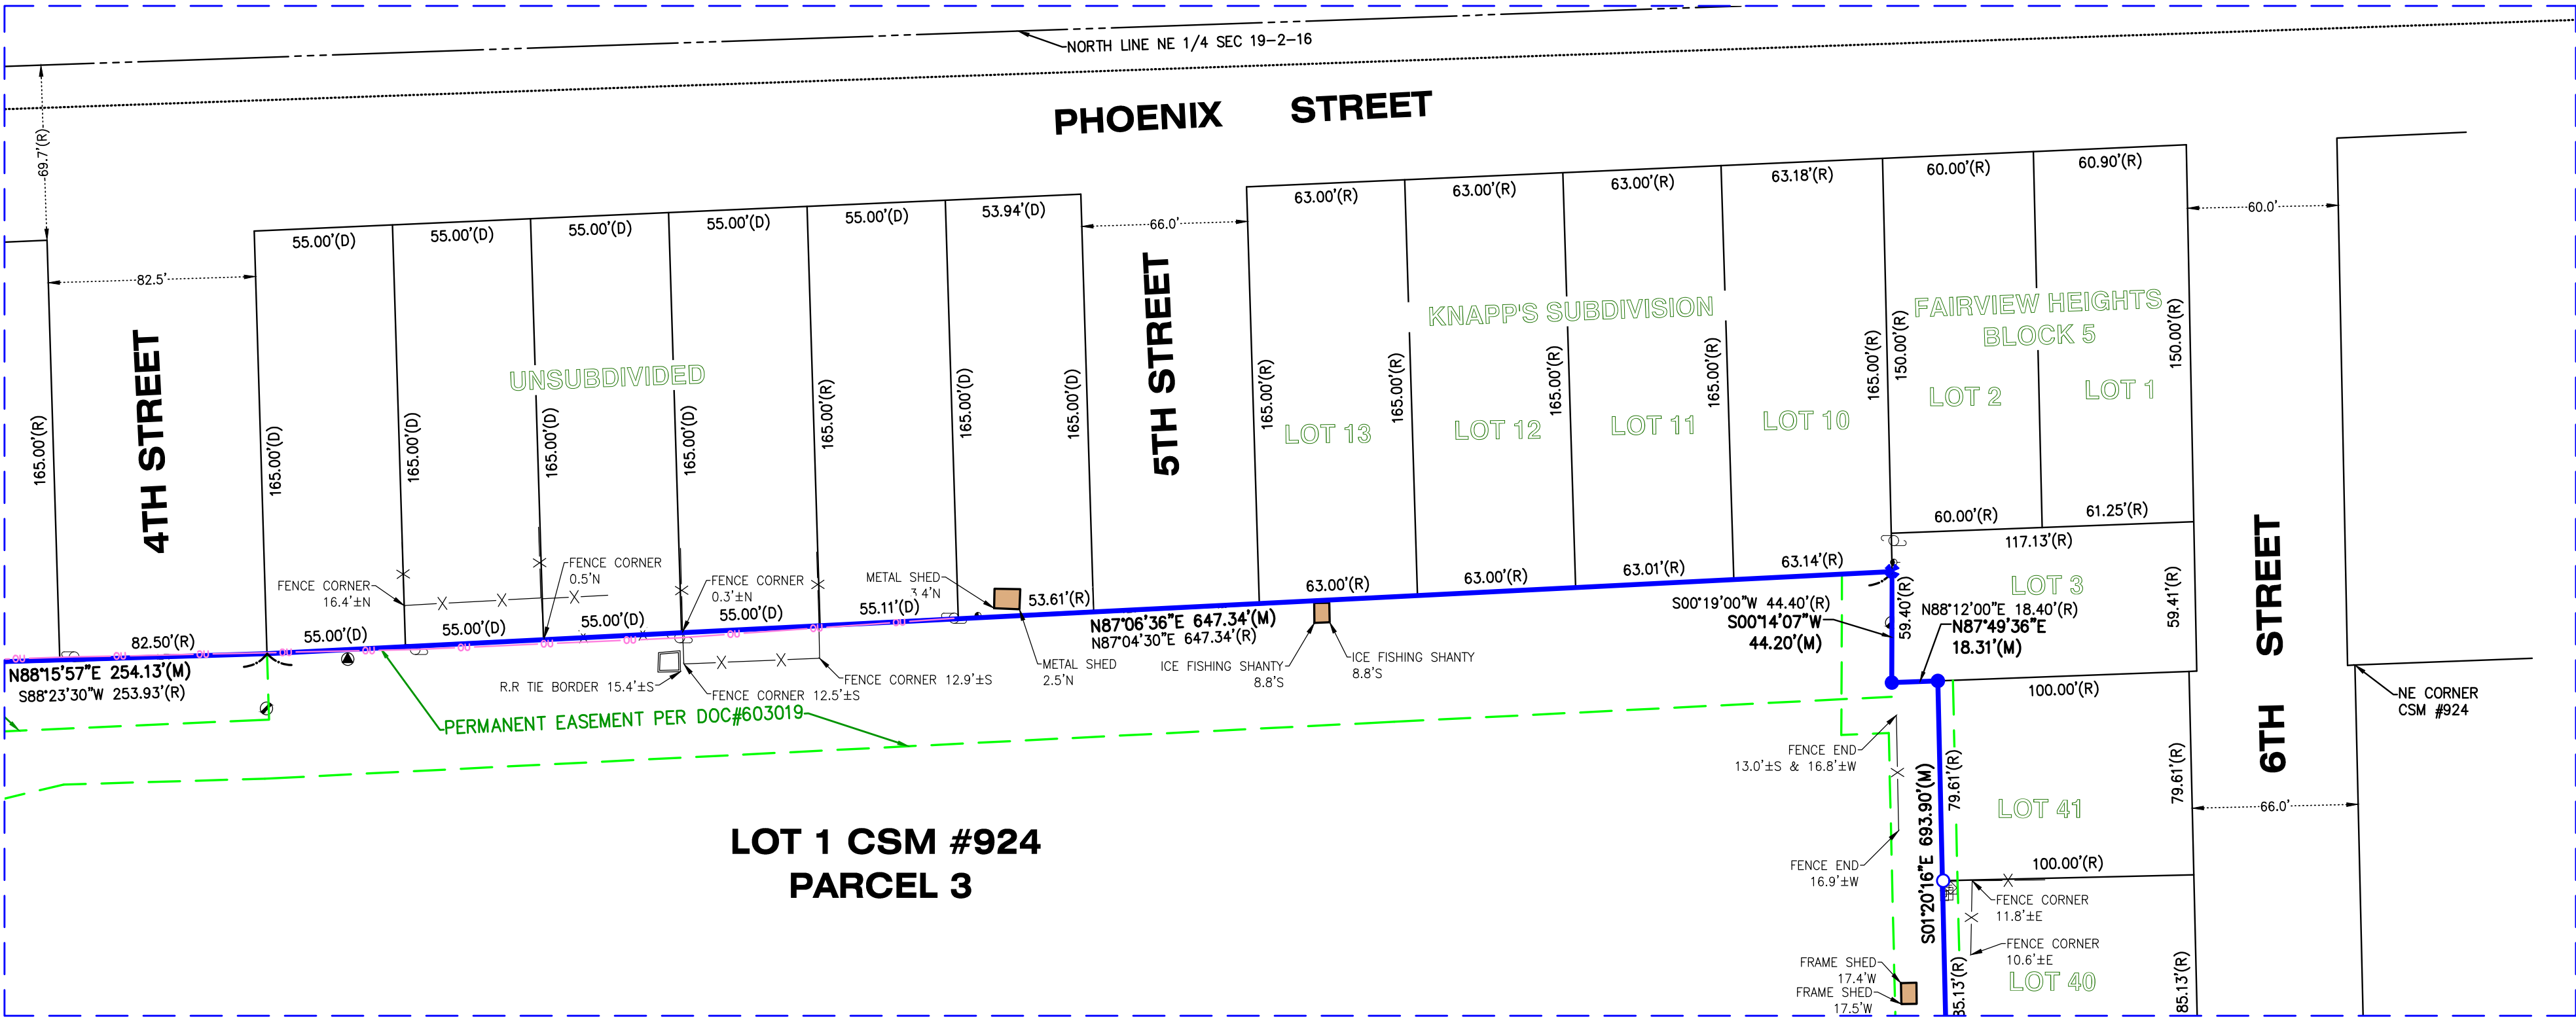 NORTH LINE NE 1/4 SEC 19-2-16
PHOENIX STREET
69.7'(R)
82.5'
66.0'
60.0'
55.00'(D)
55.00'(D)
55.00'(D)
55.00'(D)
55.00'(D)
53.94'(D)
63.00'(R)
63.00'(R)
63.00'(R)
63.18'(R)
60.00'(R)
60.90'(R)
4TH STREET
5TH STREET
6TH STREET
UNSUBDIVIDED
KNAPP'S SUBDIVISION
FAIRVIEW HEIGHTS
BLOCK 5
LOT 13
LOT 12
LOT 11
LOT 10
LOT 2
LOT 1
165.00'(R)
165.00'(D)
165.00'(D)
165.00'(D)
165.00'(D)
165.00'(R)
165.00'(D)
165.00'(D)
165.00'(R)
165.00'(R)
165.00'(R)
165.00'(R)
165.00'(R)
150.00'(R)
150.00'(R)
60.00'(R)
61.25'(R)
117.13'(R)
LOT 3
59.40'(R)
59.41'(R)
FENCE CORNER
16.4'±N
FENCE CORNER
0.5'N
FENCE CORNER
0.3'±N
METAL SHED
3.4'N
82.50'(R)
55.00'(D)
55.00'(D)
55.00'(D)
55.00'(D)
55.11'(D)
53.61'(R)
63.00'(R)
63.00'(R)
63.01'(R)
63.14'(R)
OU
OU
OU
OU
OU
OU
OU
OU
OU
OU
OU
N88°15'57"E 254.13'(M)
S88°23'30"W 253.93'(R)
N87°06'36"E 647.34'(M)
N87°04'30"E 647.34'(R)
S00°19'00"W 44.40'(R)
S00°14'07"W
44.20'(M)
N88°12'00"E 18.40'(R)
N87°49'36"E
18.31'(M)
METAL SHED
2.5'N
ICE FISHING SHANTY
8.8'S
ICE FISHING SHANTY
8.8'S
R.R TIE BORDER 15.4'±S
FENCE CORNER 12.5'±S
FENCE CORNER 12.9'±S
PERMANENT EASEMENT PER DOC#603019
100.00'(R)
NE CORNER
CSM #924
FENCE END
13.0'±S & 16.8'±W
S01°20'16"E 693.90'(M)
79.61'(R)
79.61'(R)
LOT 41
66.0'
LOT 1 CSM #924
PARCEL 3
FENCE END
16.9'±W
100.00'(R)
FENCE CORNER
11.8'±E
FENCE CORNER
10.6'±E
FRAME SHED
17.4'W
FRAME SHED
17.5'W
85.13'(R)
LOT 40
85.13'(R)